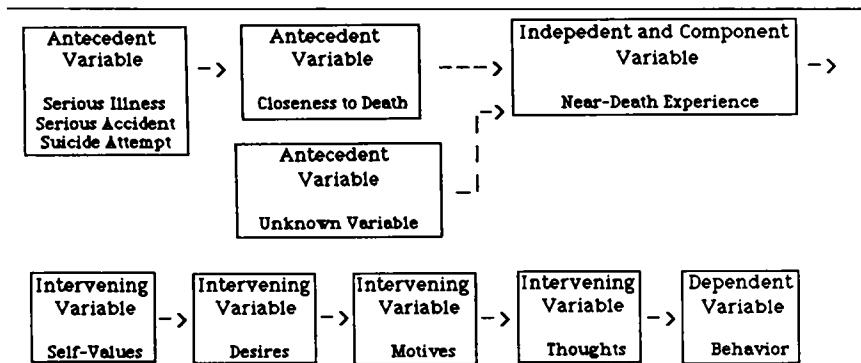 Antecedent
Variable
Serious Illness
Serious Accident
Suicide Attempt
Antecedent
Variable
Closeness to Death
Indepedent and Component
Variable
Near-Death Experience
Antecedent
Variable
Unknown Variable
Intervening
Variable
Self-Values
Intervening
Variable
Desires
Intervening
Variable
Motives
Intervening
Variable
Thoughts
Dependent
Variable
Behavior